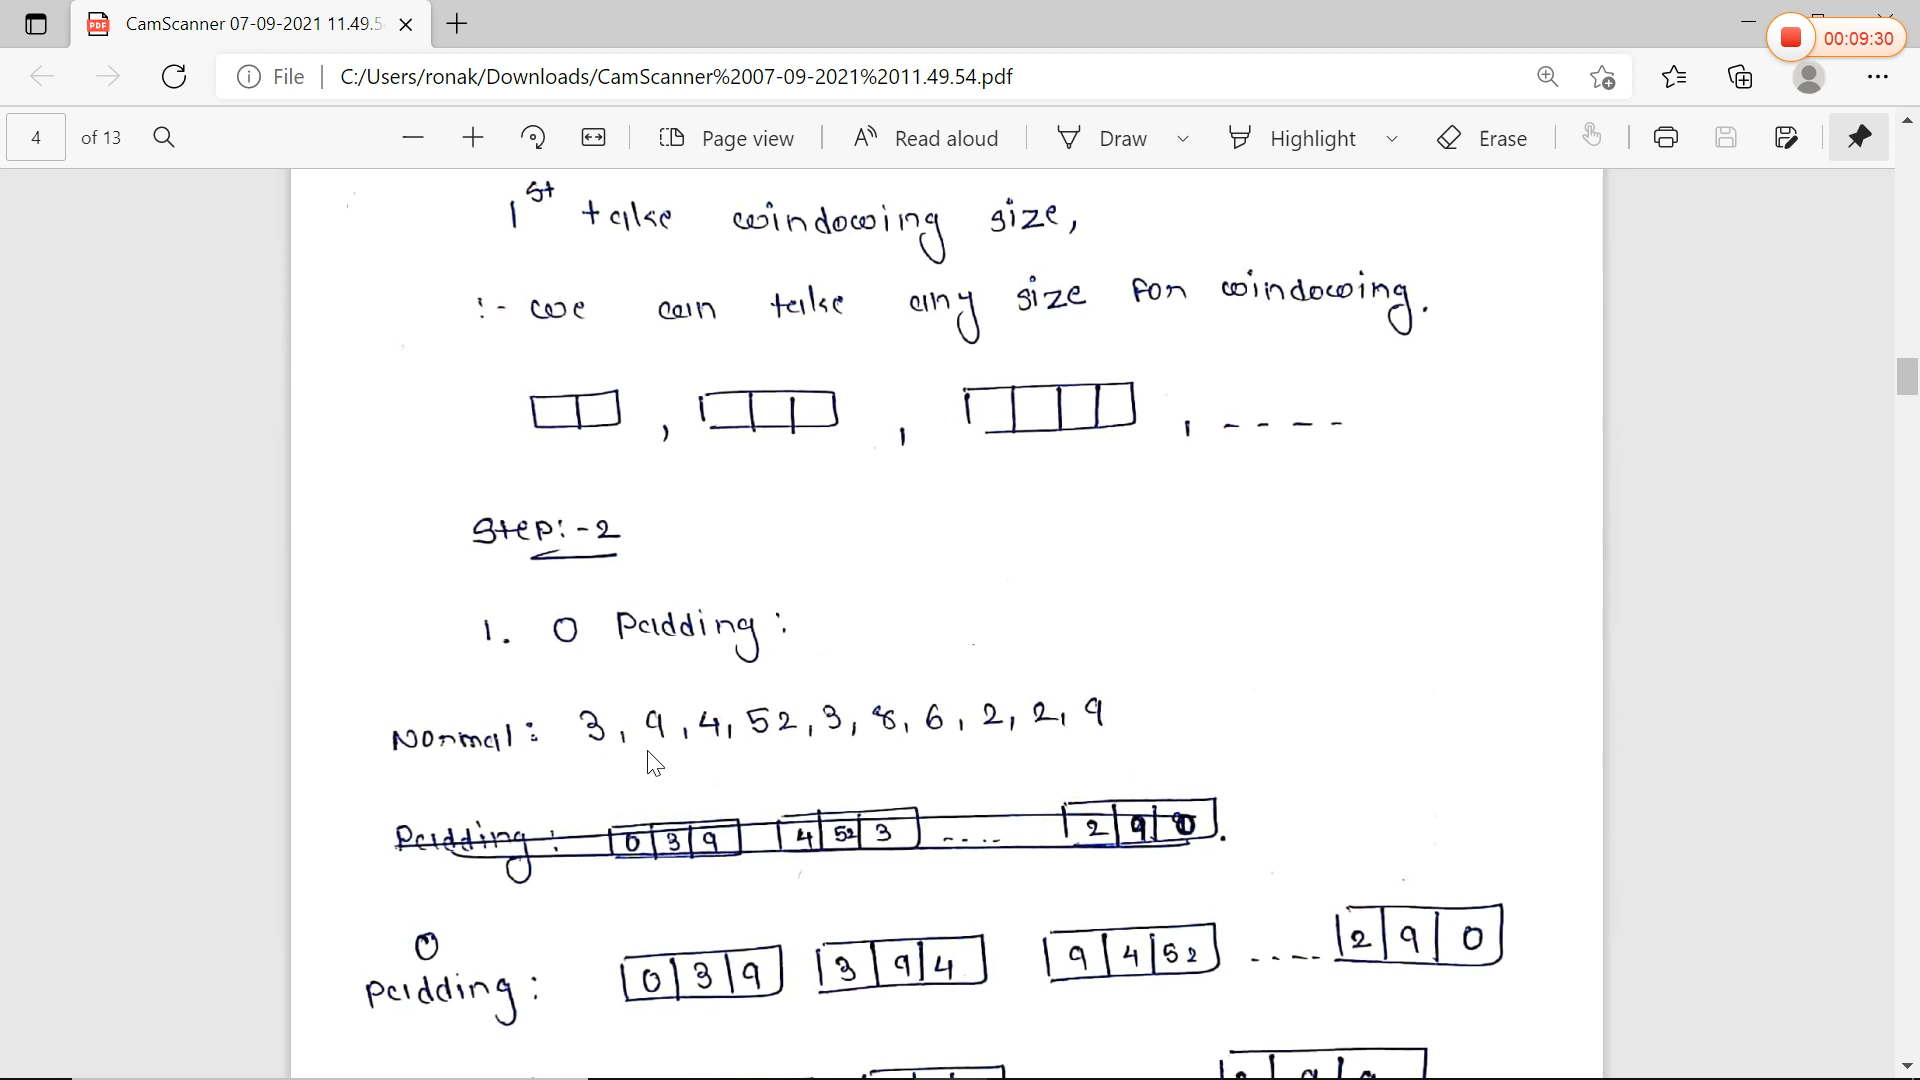 CamScanner 07-09-2021 11.49.5
00:09:30
File C:/Users/ronak/Downloads/CamScanner%2007-09-2021%2011.49.54.pdf
4 of 13 Page view Read aloud Draw Highlight Erase
1st take windowing size,
:- we can take any size for windowing.
, , , - - - -
Step:-2
1. 0 Padding:
Normal: 3, 9, 4, 52, 3, 8, 6, 2, 2, 9
Padding: 0 3 9 4 52 3 .... 2 9 0.
0
padding: 0 3 9 3 9 4 9 4 52 ----- 2 9 0